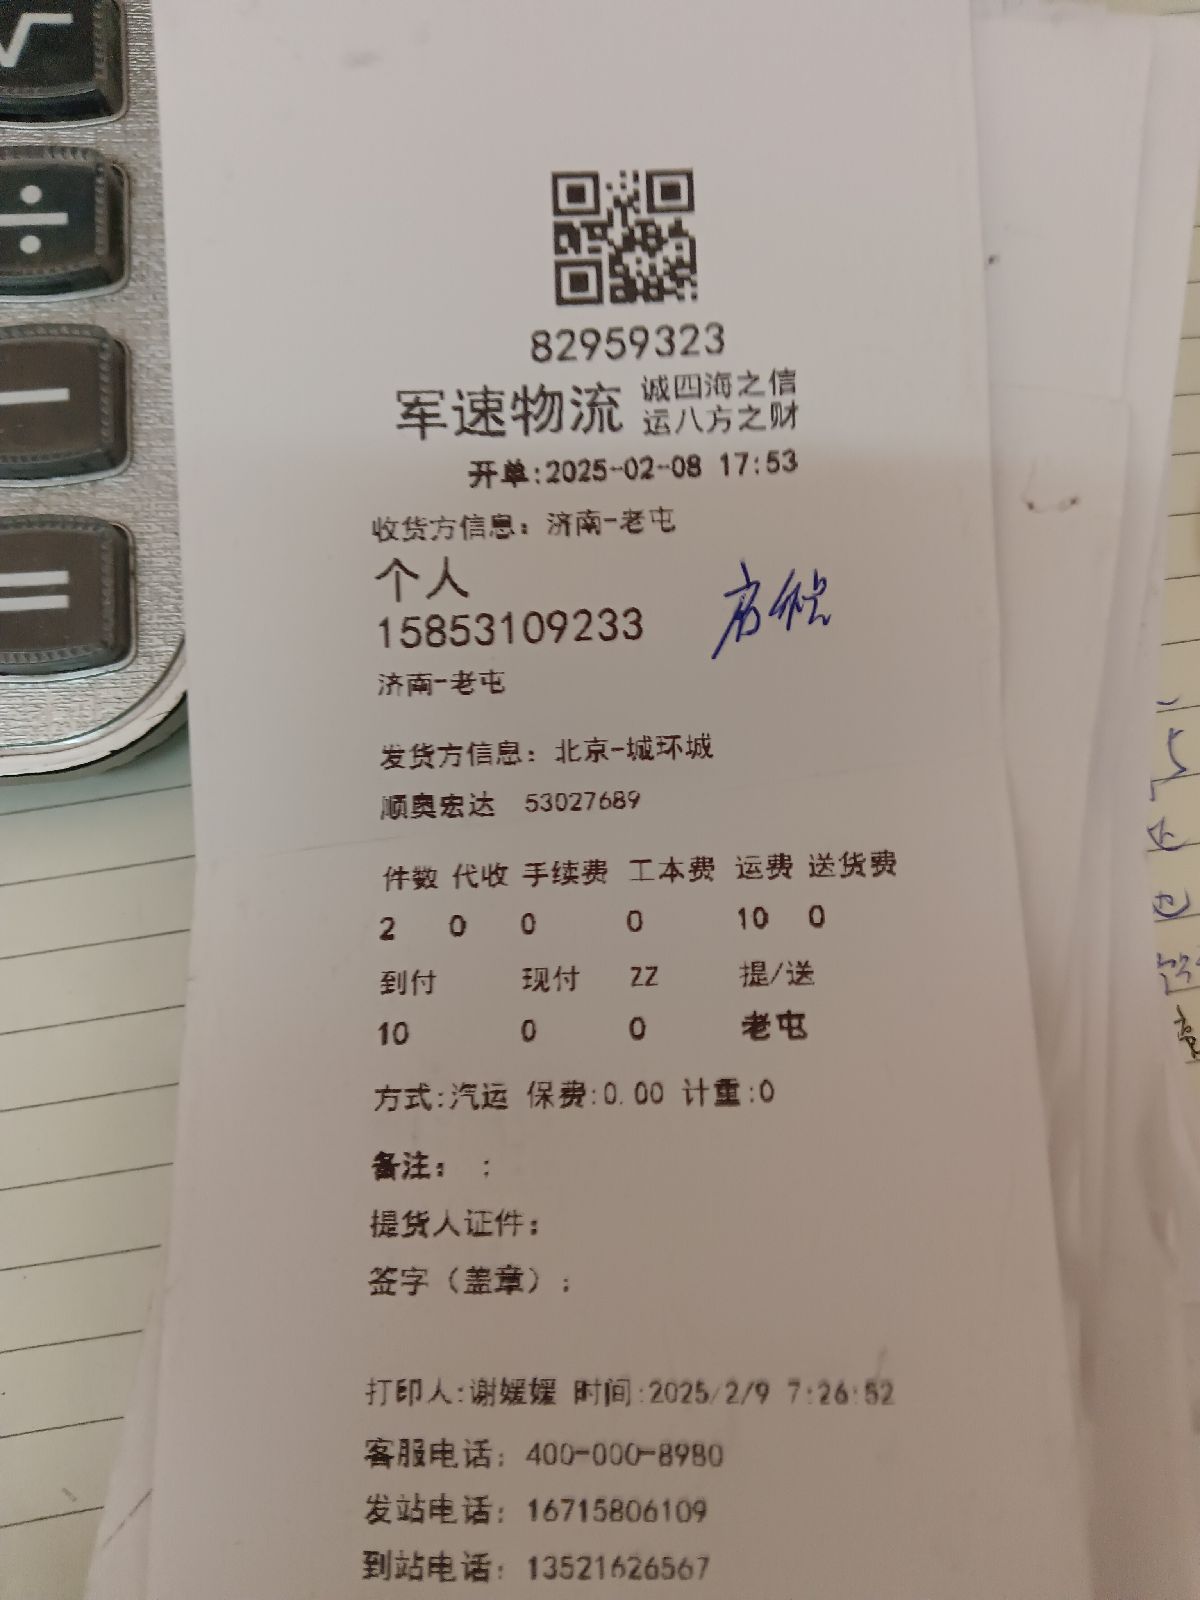 82959323
军速物流 诚四海之信
运八方之财
开单:2025-02-08 17:53
收货方信息：济南-老屯
个人
15853109233
济南-老屯
发货方信息：北京-城环城
顺奥宏达 53027689
件数 代收 手续费 工本费 运费 送货费
2 0 0 0 10 0
到付 现付 ZZ 提/送
10 0 0 老屯
方式:汽运 保费:0.00 计重:0
备注： ;
提货人证件：
签字（盖章）;
打印人:谢媛媛 时间:2025/2/9 7:26:52
客服电话：400-000-8980
发站电话：16715806109
到站电话：13521626567
√
÷
－
=